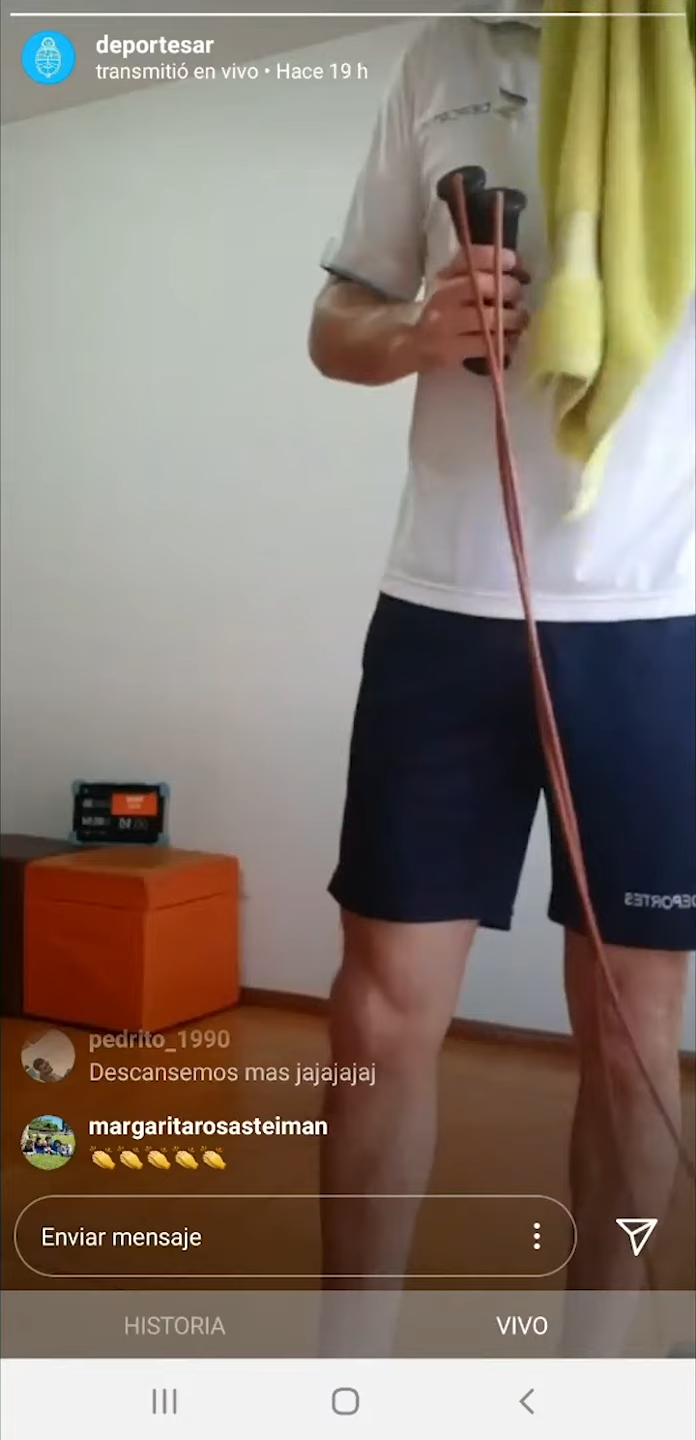 deportesar
transmitió en vivo • Hace 19 h
DEPORTES
pedrito_1990
Descansemos mas jajajajaj
margaritarosasteiman
👏👏👏👏👏
Enviar mensaje
HISTORIA
VIVO